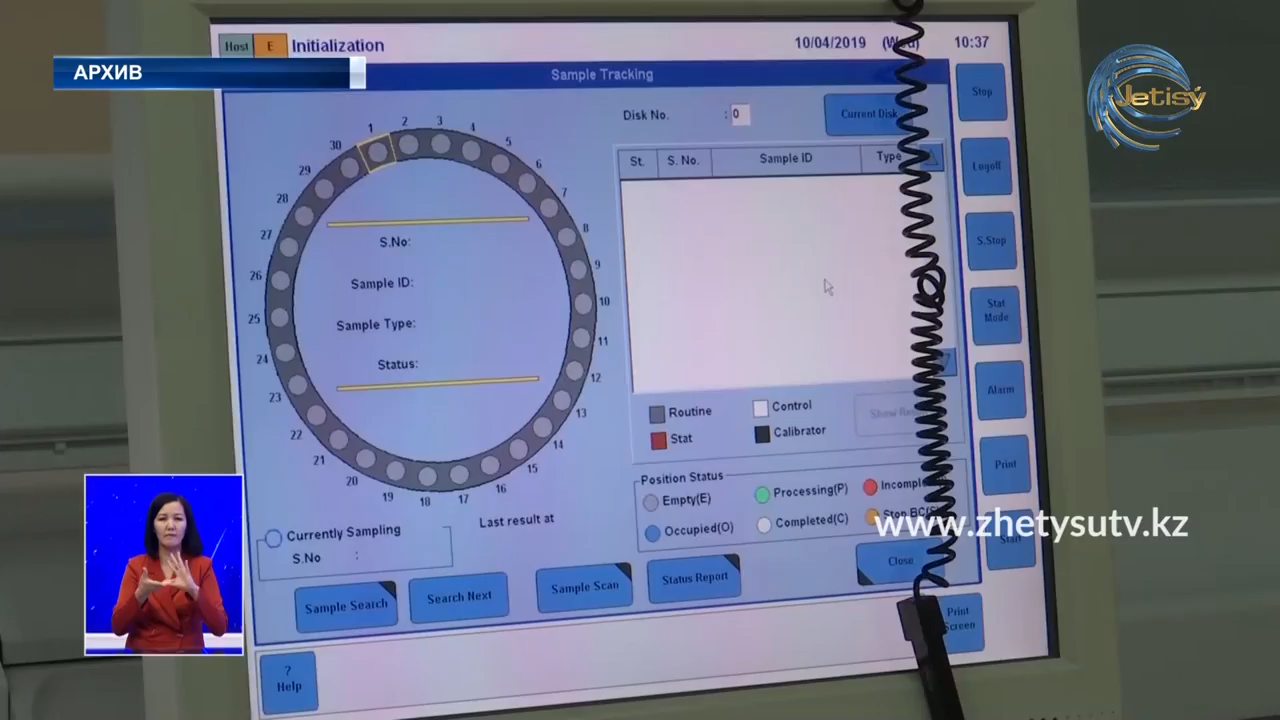 Host E Initialization 10/04/2019 10:37
АРХИВ
Jetisý
Sample Tracking
Disk No. : 0 Current Disk
St. S. No. Sample ID Type
1 2 3 4 5 6 7 8 9 10 11 12 13 14 15 16 17 18 19 20 21 22 23 24 25 26 27 28 29 30
S.No:
Sample ID:
Sample Type:
Status:
Routine Control
Stat Calibrator
Position Status
Empty(E) Processing(P)
Occupied(O) Completed(C) Stop
Currently Sampling Last result at
S.No :
Sample Search Search Next Sample Scan Status Report Close
? Help
Stop
Logoff
S.Stop
Stat
Mode
Alarm
Print
Start
Print
Screen
www.zhetysutv.kz